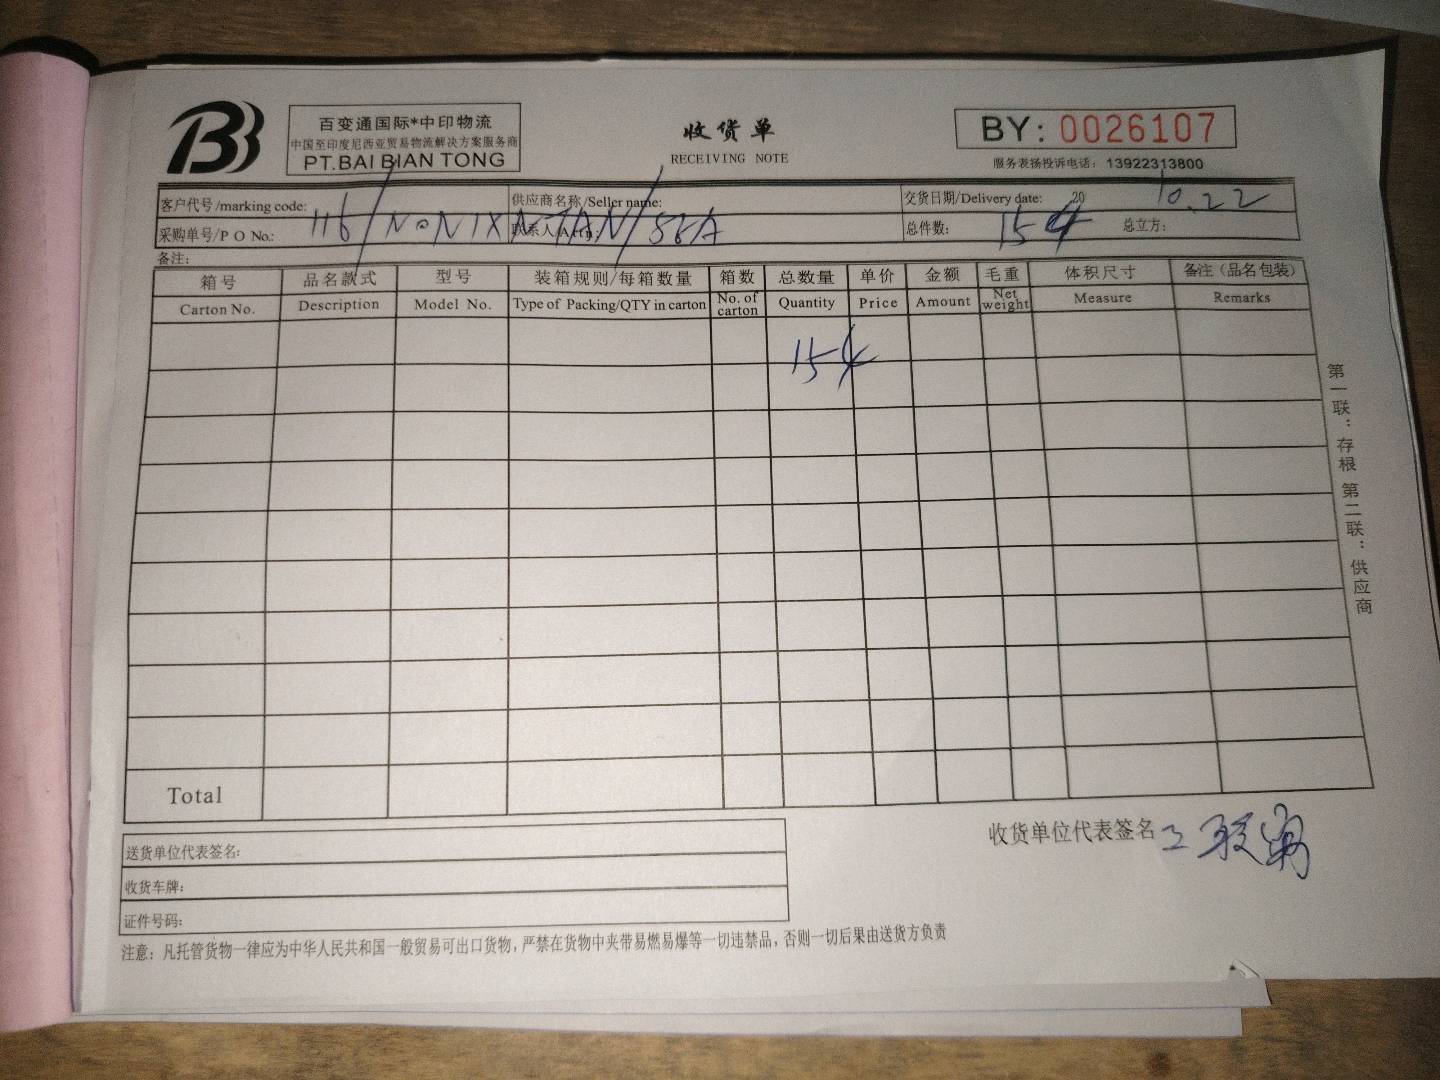 B
百变通国际*中印物流
中国至印度尼西亚贸易物流解决方案服务商
PT.BAI BIAN TONG
收货单
RECEIVING NOTE
BY: 0026107
服务表扬投诉电话: 13922313800
客户代号/marking code: 供应商名称/Seller name: 交货日期/Delivery date: 20 10.22
116/NONIX NTAN/SEA
采购单号/P O No.: 联系人 总件数: 154 总立方:
备注:
箱号 品名款式 型号 装箱规则/每箱数量 箱数 总数量 单价 金额 毛重 体积尺寸 备注（品名包装）
Carton No. Description Model No. Type of Packing/QTY in carton No. of carton Quantity Price Amount Net weight Measure Remarks
154
Total
第一联：存根 第二联：供应商
收货单位代表签名
送货单位代表签名:
收货车牌:
证件号码:
注意: 凡托管货物一律应为中华人民共和国一般贸易可出口货物, 严禁在货物中夹带易燃易爆等一切违禁品, 否则一切后果由送货方负责